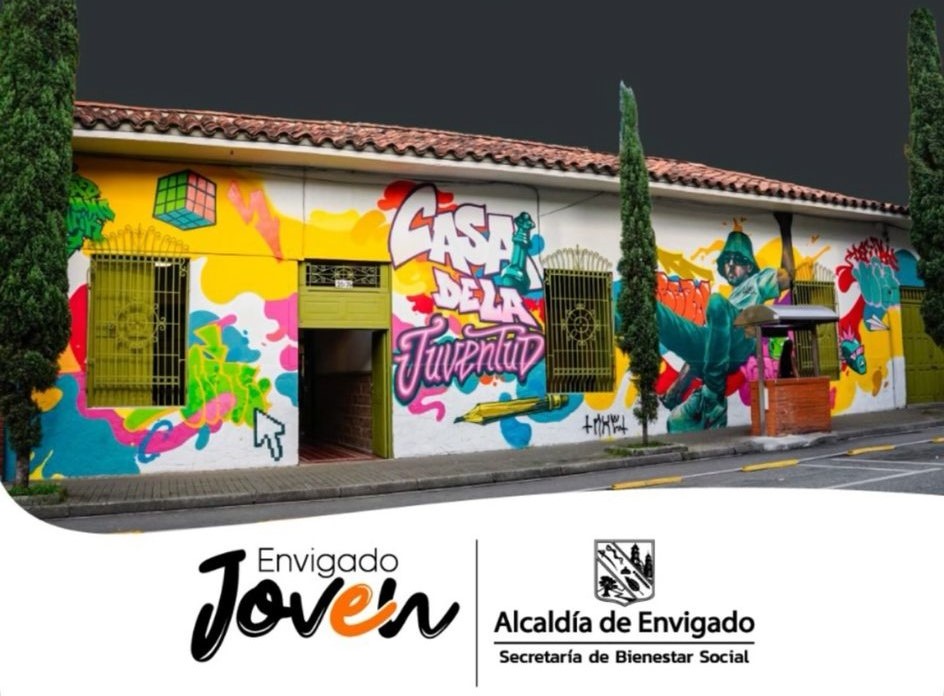 CASA
DE LA
Juventud
Envigado
Joven
Alcaldía de Envigado
Secretaría de Bienestar Social